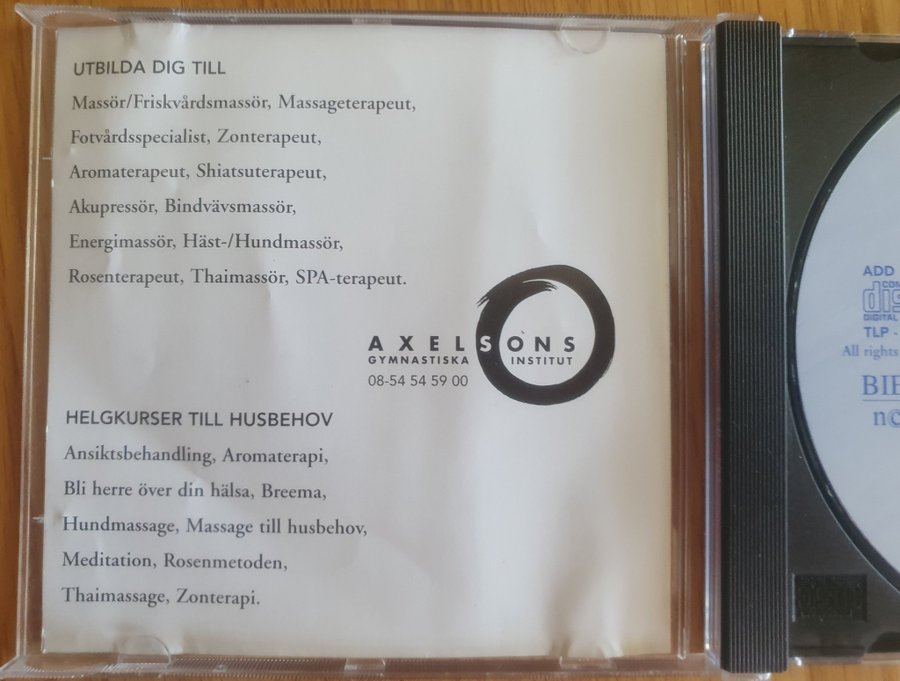 UTBILDA DIG TILL
Massör/Friskvårdsmassör, Massageterapeut,
Fotvårdsspecialist, Zonterapeut,
Aromaterapeut, Shiatsuterapeut,
Akupressör, Bindvävsmassör,
Energimassör, Häst-/Hundmassör,
Rosenterapeut, Thaimassör, SPA-terapeut.
AXELSONS
GYMNASTISKA INSTITUT
08-54 54 59 00
HELGKURSER TILL HUSBEHOV
Ansiktsbehandling, Aromaterapi,
Bli herre över din hälsa, Breema,
Hundmassage, Massage till husbehov,
Meditation, Rosenmetoden,
Thaimassage, Zonterapi.
ADD
DIGITAL
TLP -
All rights